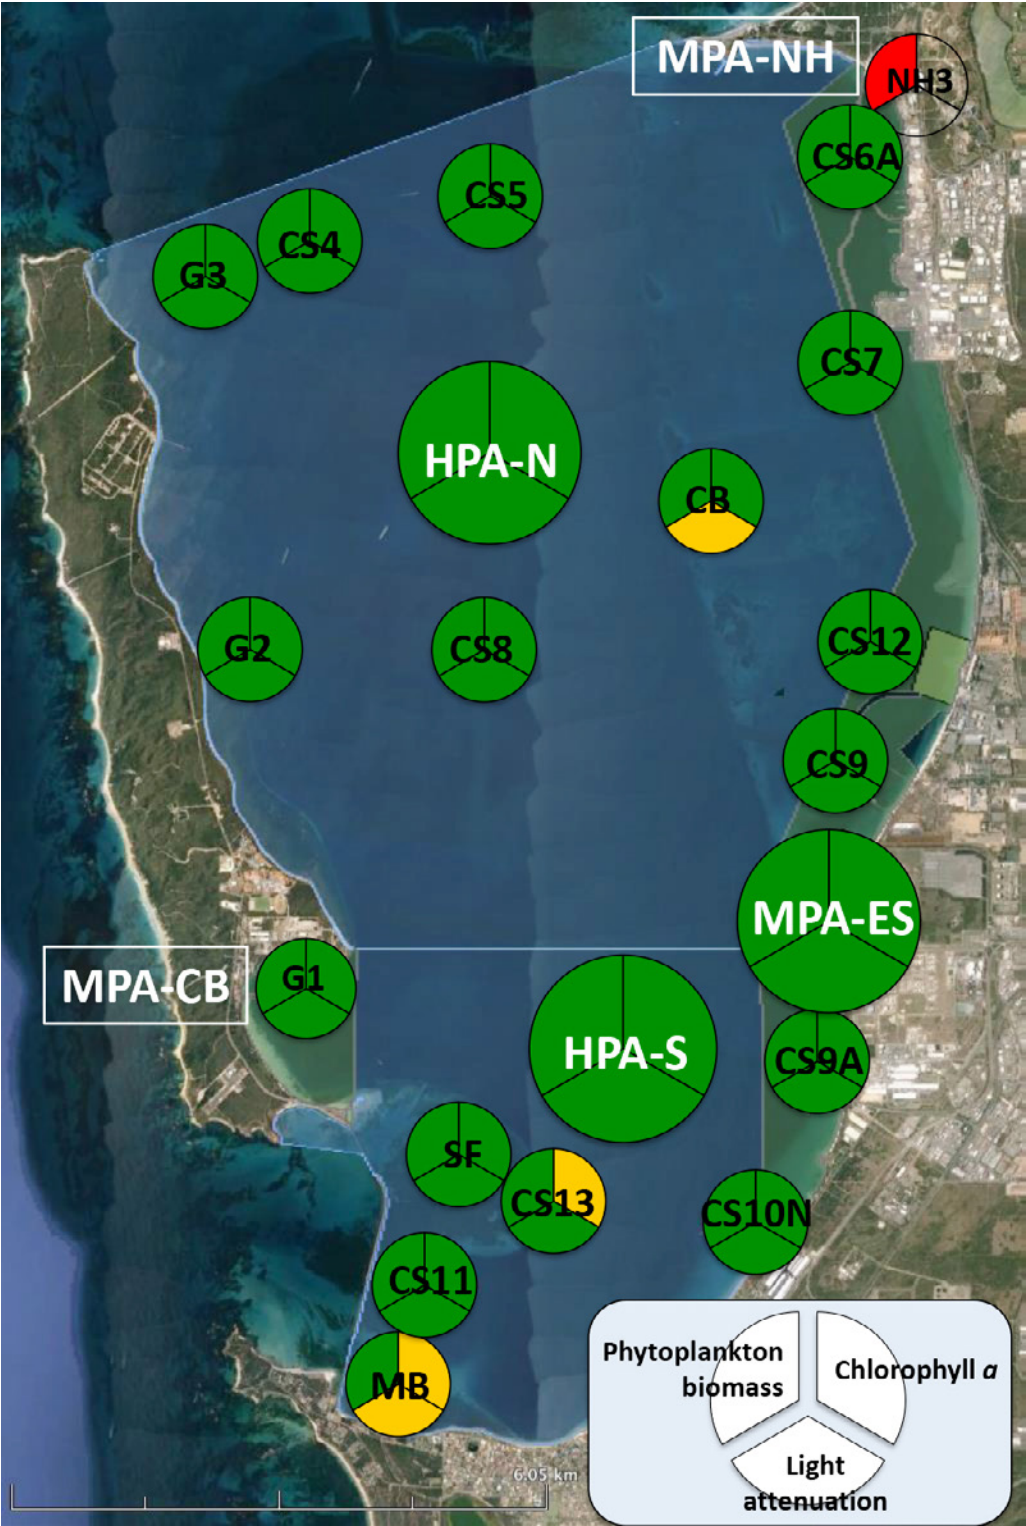 MPA-NH
NH3
CS6A
CS5
CS4
G3
CS7
HPA-N
CB
G2
CS8
CS12
CS9
MPA-ES
MPA-CB
G1
HPA-S
CS9A
SF
CS13
CS10N
CS11
MB
Phytoplankton
biomass
Chlorophyll a
Light
attenuation
6.05 km